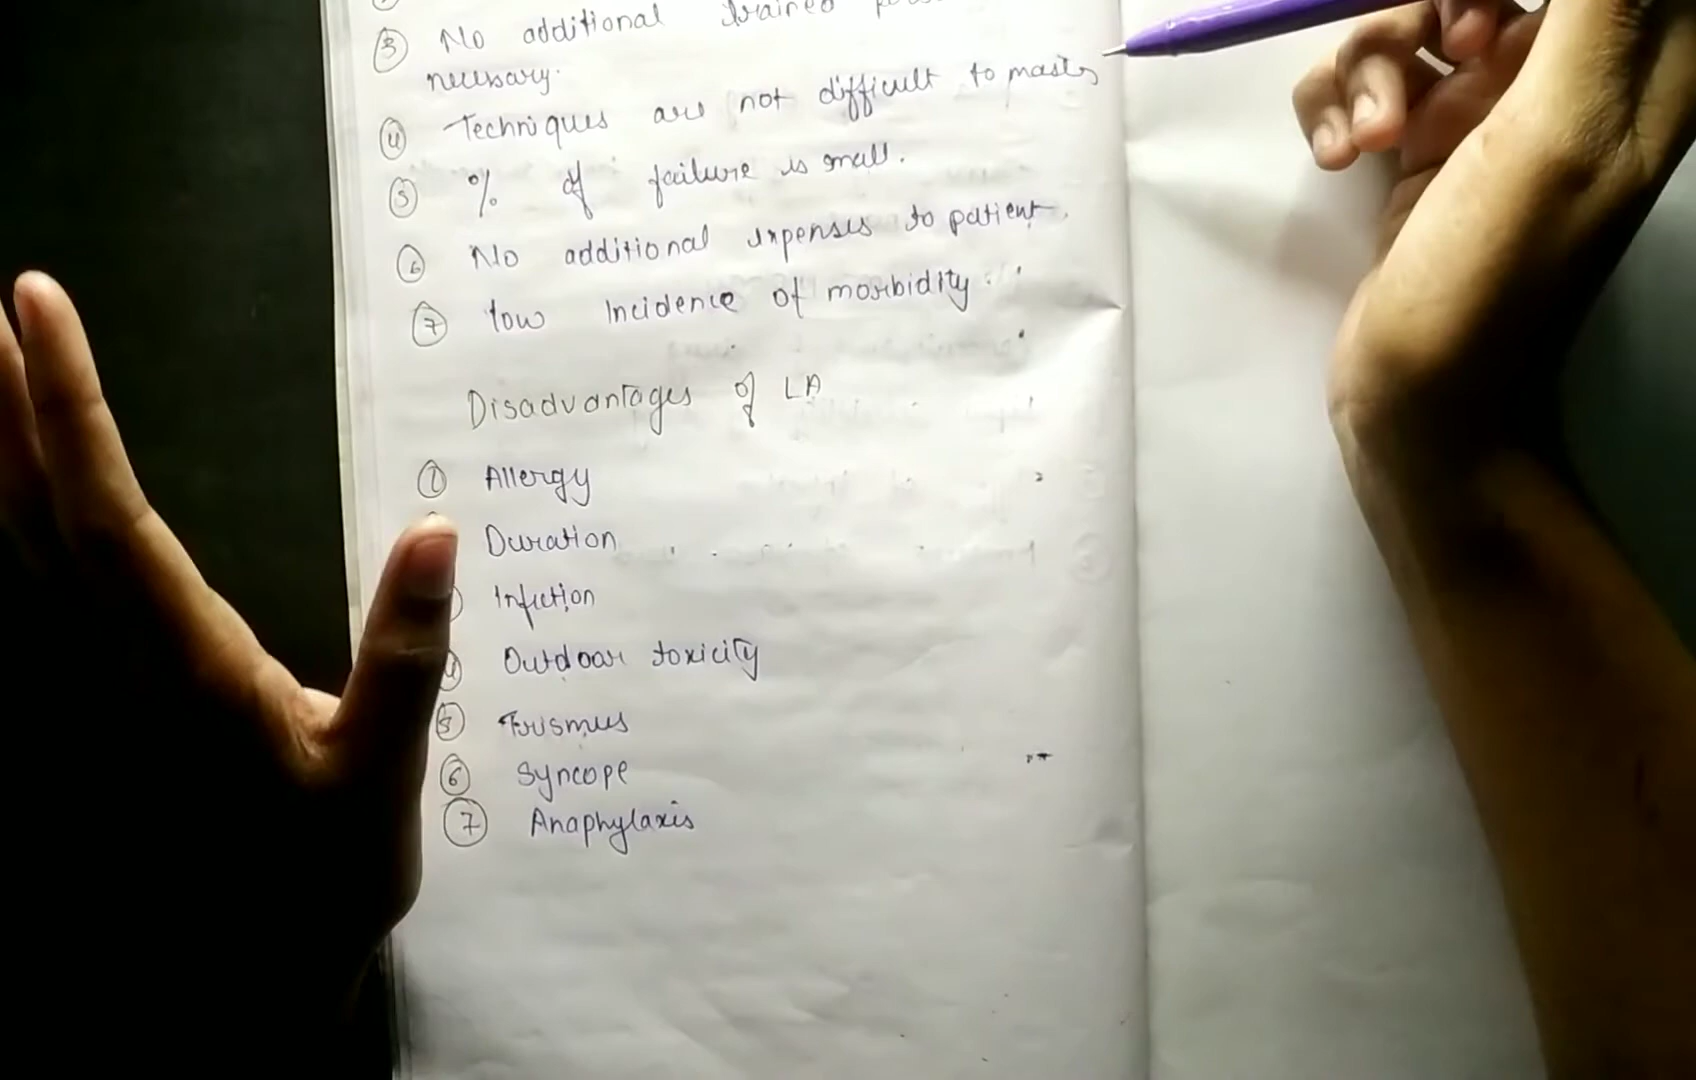 ③ No additional trained
necessary.
④ Techniques are not difficult to master
⑤ % of failure is small.
⑥ No additional expenses to patient.
⑦ low Incidence of morbidity.
Disadvantages of LA
① Allergy
Duration
Infection
④ Outdoor toxicity
⑤ Trismus
⑥ Syncope
⑦ Anaphylaxis